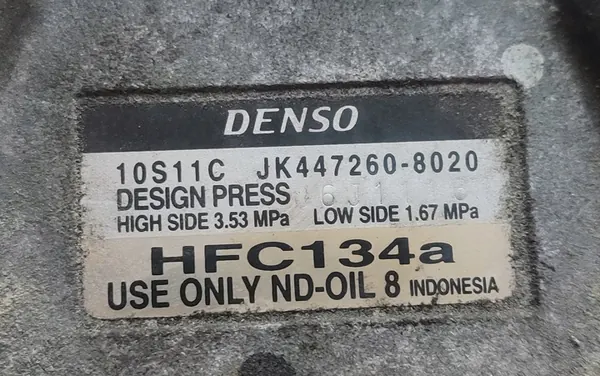 DENSO
10S11C JK447260-8020
DESIGN PRESS
HIGH SIDE 3.53 MPa LOW SIDE 1.67 MPa
HFC134a
USE ONLY ND-OIL 8 INDONESIA